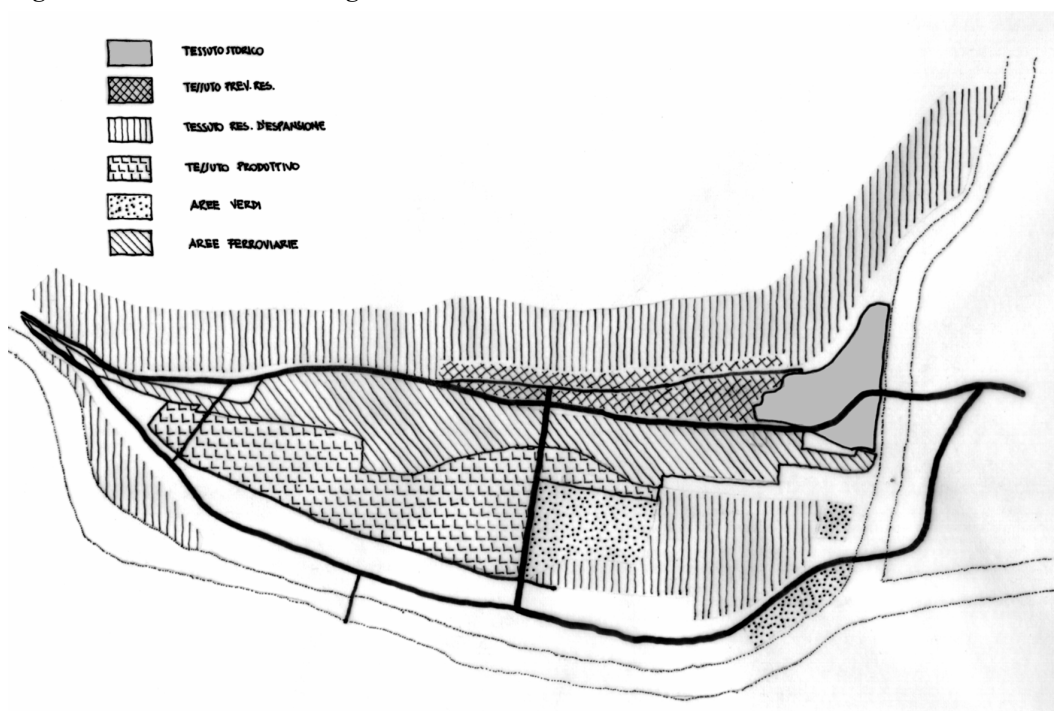 TESSUTO STORICO
TESSUTO PREV. RES.
TESSUTO RES. D'ESPANSIONE
TESSUTO PRODUTTIVO
AREE VERDI
AREE FERROVIARIE